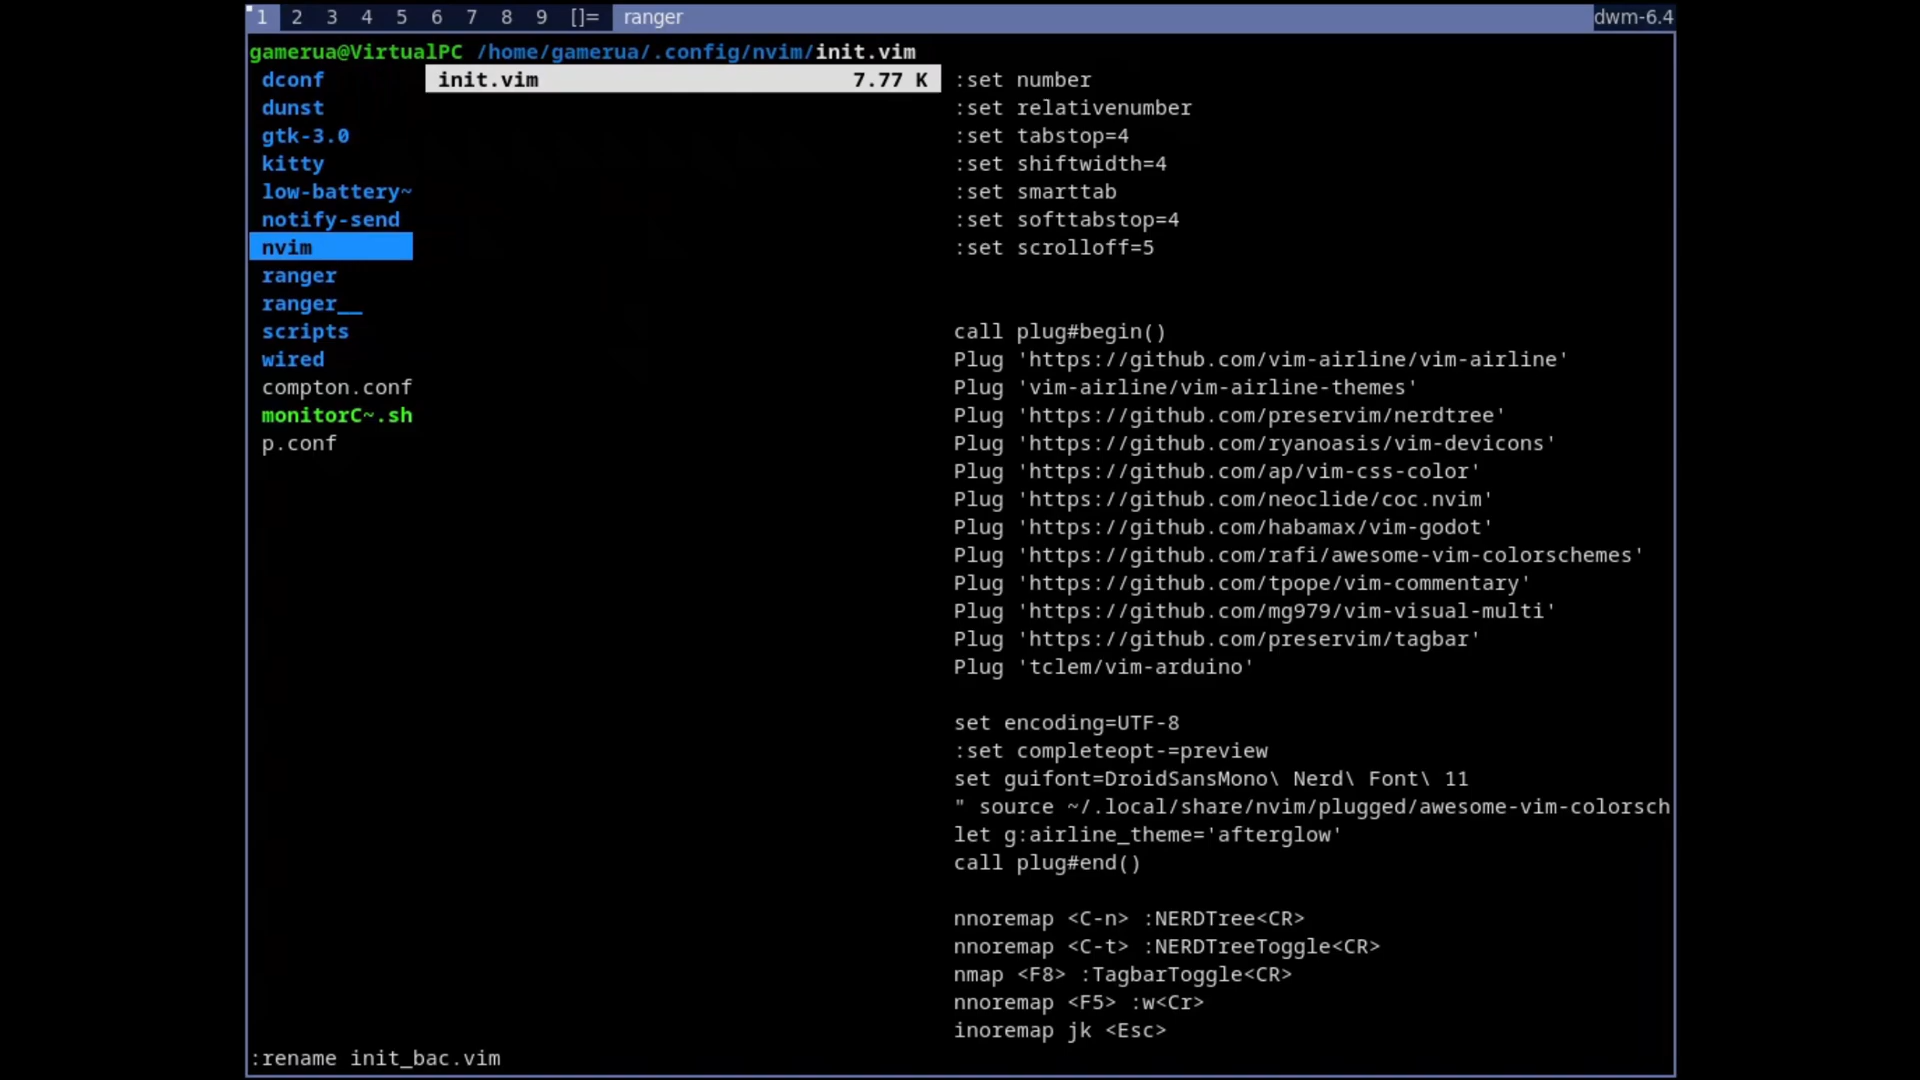 1 2 3 4 5 6 7 8 9 []= ranger dwm-6.4
gamerua@VirtualPC /home/gamerua/.config/nvim/init.vim
dconf
dunst
gtk-3.0
kitty
low-battery~
notify-send
nvim
ranger
ranger__
scripts
wired
compton.conf
monitorC~.sh
p.conf
init.vim 7.77 K
:set number
:set relativenumber
:set tabstop=4
:set shiftwidth=4
:set smarttab
:set softtabstop=4
:set scrolloff=5
call plug#begin()
Plug 'https://github.com/vim-airline/vim-airline'
Plug 'vim-airline/vim-airline-themes'
Plug 'https://github.com/preservim/nerdtree'
Plug 'https://github.com/ryanoasis/vim-devicons'
Plug 'https://github.com/ap/vim-css-color'
Plug 'https://github.com/neoclide/coc.nvim'
Plug 'https://github.com/habamax/vim-godot'
Plug 'https://github.com/rafi/awesome-vim-colorschemes'
Plug 'https://github.com/tpope/vim-commentary'
Plug 'https://github.com/mg979/vim-visual-multi'
Plug 'https://github.com/preservim/tagbar'
Plug 'tclem/vim-arduino'
set encoding=UTF-8
:set completeopt-=preview
set guifont=DroidSansMono\ Nerd\ Font\ 11
" source ~/.local/share/nvim/plugged/awesome-vim-colorsch
let g:airline_theme='afterglow'
call plug#end()
nnoremap <C-n> :NERDTree<CR>
nnoremap <C-t> :NERDTreeToggle<CR>
nmap <F8> :TagbarToggle<CR>
nnoremap <F5> :w<Cr>
inoremap jk <Esc>
:rename init_bac.vim